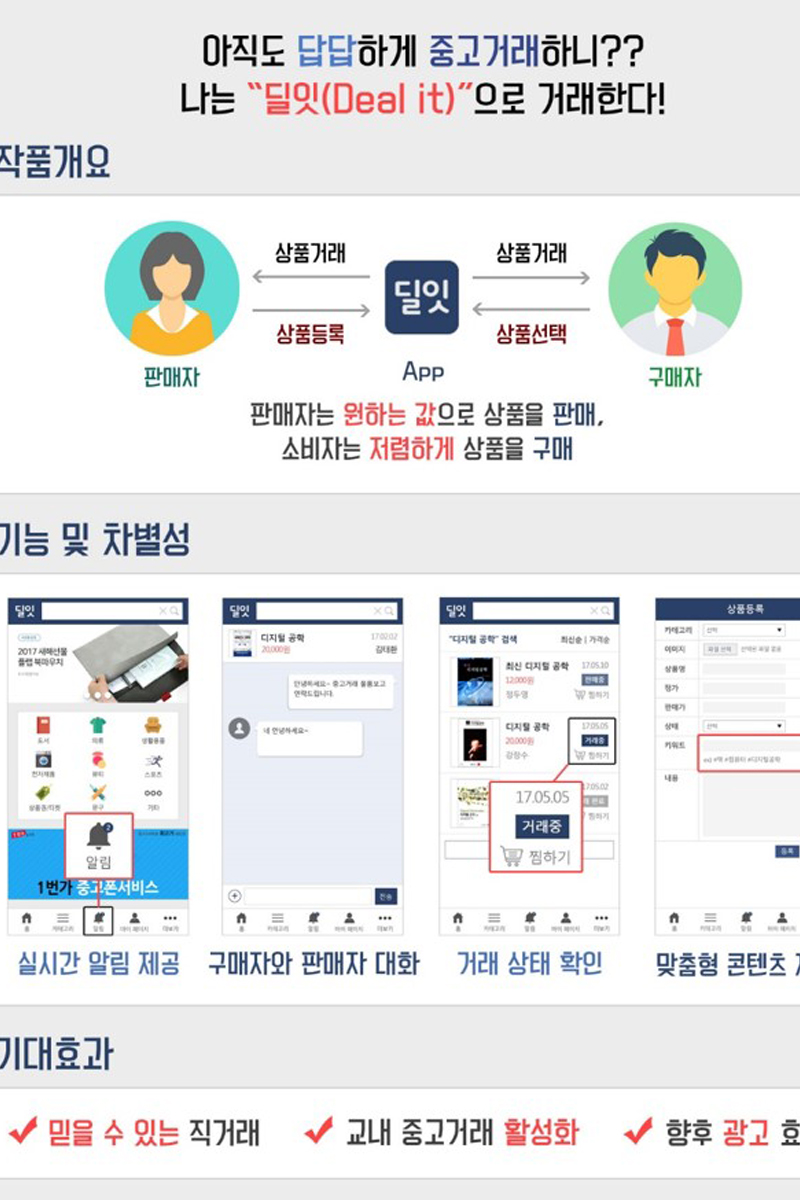 아직도 답답하게 중고거래하니??
나는 “딜잇(Deal it)”으로 거래한다!
작품개요
상품거래
상품거래
딜잇
상품등록
상품선택
판매자
App
구매자
판매자는 원하는 값으로 상품을 판매,
소비자는 저렴하게 상품을 구매
기능 및 차별성
딜잇
2017 새해선물
플랩 북마우치
도서
의류
생활용품
전자제품
뷰티
스포츠
상품권/티켓
문구
기타
2
알림
1번가 중고폰서비스
홈
카테고리
알림
마이 페이지
더보기
딜잇
디지털 공학
17.02.02
20,000원
김대환
안녕하세요~ 중고거래 물품보고
연락드립니다.
네 안녕하세요~
전송
홈
카테고리
알림
마이 페이지
더보기
딜잇
"디지털 공학" 검색
최신순 | 가격순
최신 디지털 공학
17.05.10
12,000원
판매중
정두영
찜하기
디지털 공학
17.05.05
20,000원
거래중
강정수
찜하기
17.05.02
찜하기
17.05.05
거래중
찜하기
홈
카테고리
알림
마이 페이지
더보기
상품등록
카테고리
선택
이미지
파일 선택
선택된 파일 없음
상품명
정가
판매가
상태
선택
키워드
ex) #책 #컴퓨터 #디지털공학
내용
등록
홈
카테고리
알림
마이 페이지
실시간 알림 제공
구매자와 판매자 대화
거래 상태 확인
맞춤형 콘텐츠
기대효과
믿을 수 있는 직거래
교내 중고거래 활성화
향후 광고 효